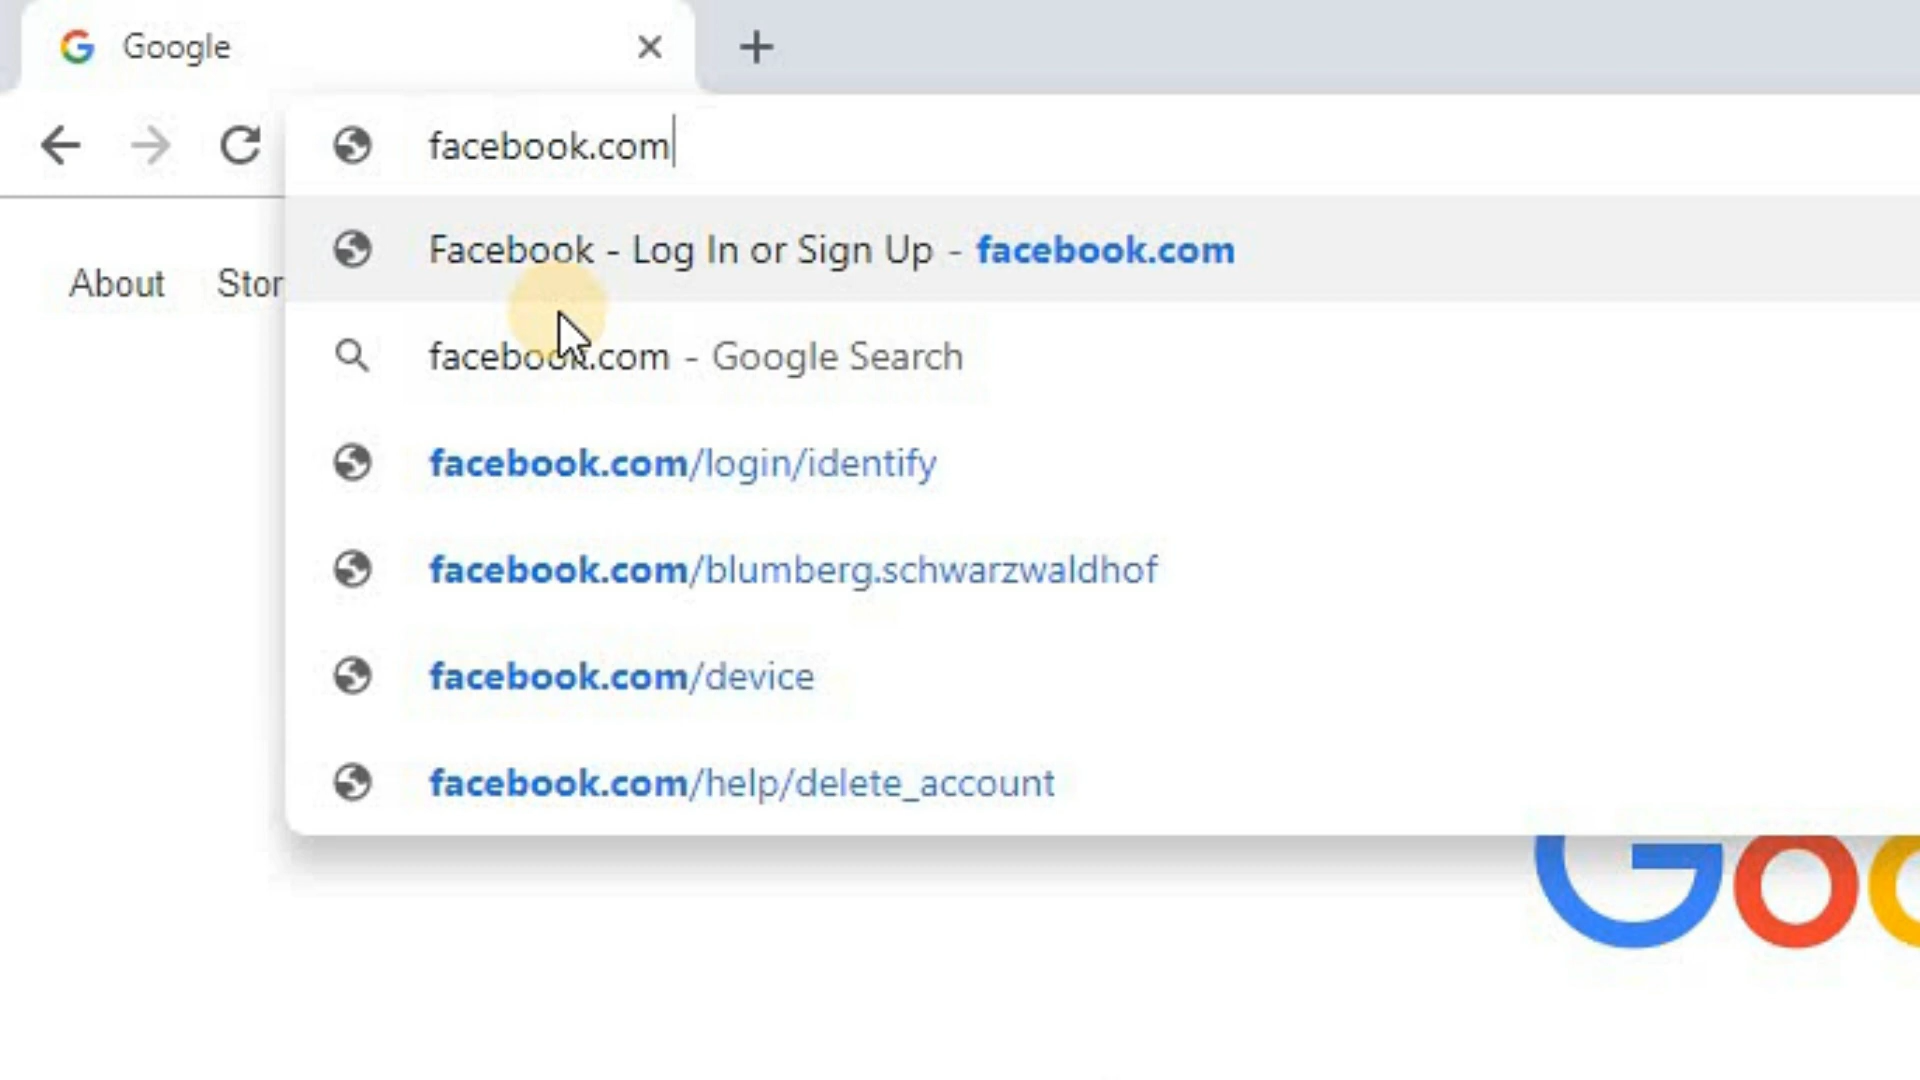 Google
facebook.com
Facebook - Log In or Sign Up - facebook.com
About Stor
facebook.com - Google Search
facebook.com/login/identify
facebook.com/blumberg.schwarzwaldhof
facebook.com/device
facebook.com/help/delete_account
Goo